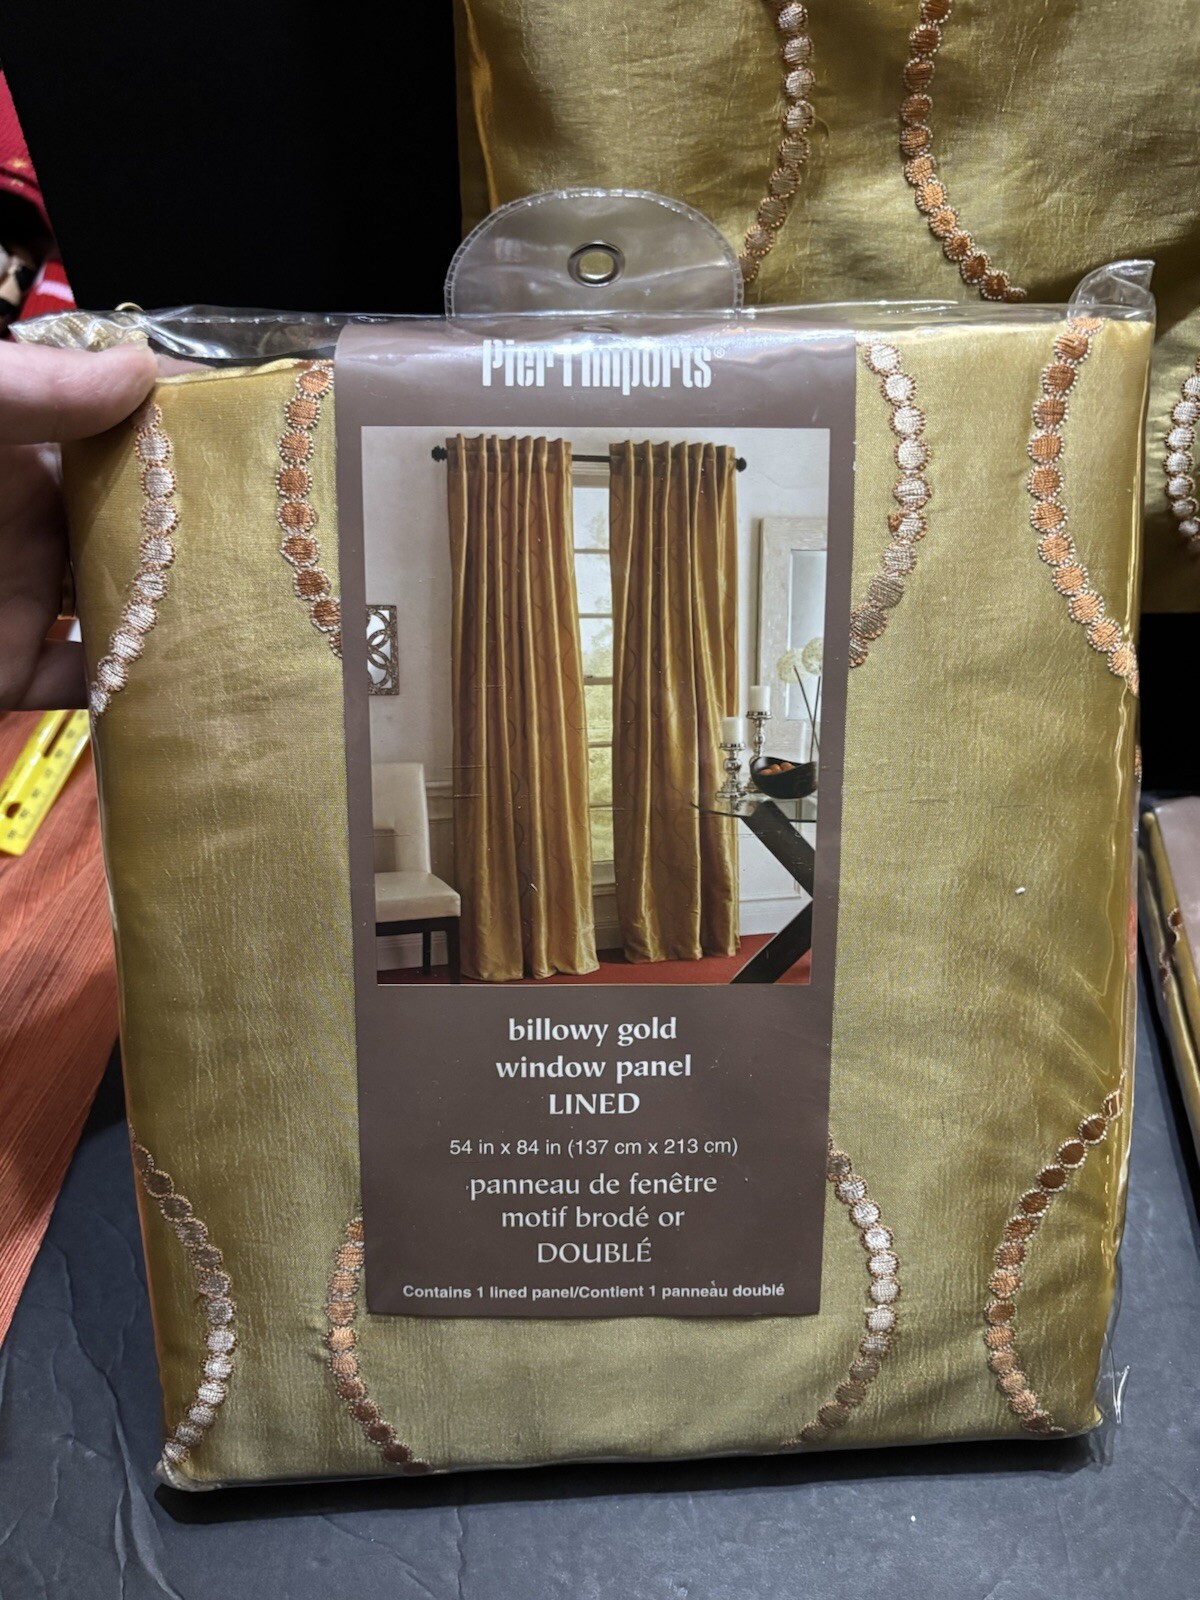 Pier 1 imports®
billowy gold
window panel
LINED
54 in x 84 in (137 cm x 213 cm)
panneau de fenêtre
motif brodé or
DOUBLÉ
Contains 1 lined panel/Contient 1 panneau doublé